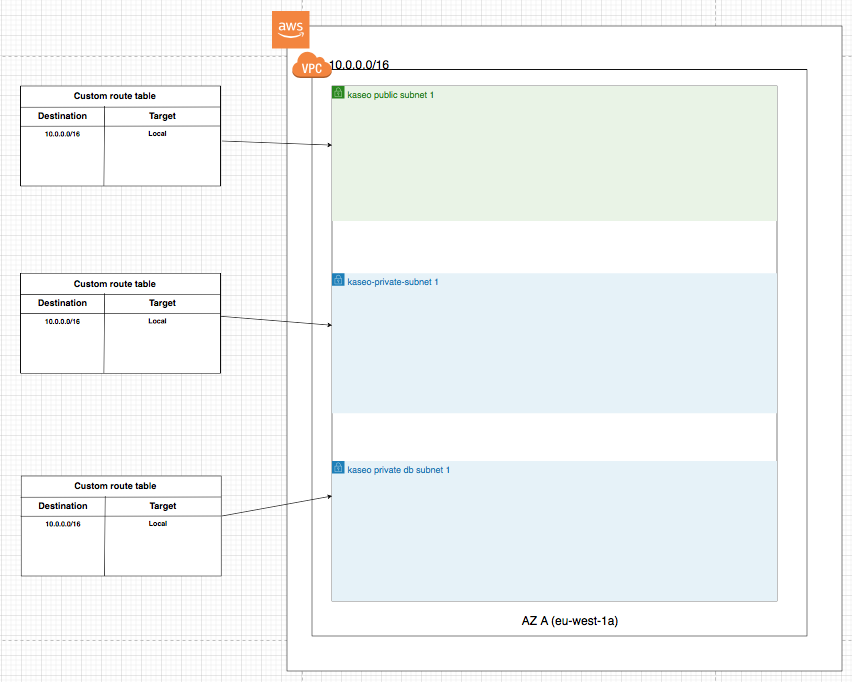 aws
VPC
10.0.0.0/16
Custom route table
Destination Target
10.0.0.0/16 Local
kaseo public subnet 1
Custom route table
Destination Target
10.0.0.0/16 Local
kaseo-private-subnet 1
Custom route table
Destination Target
10.0.0.0/16 Local
kaseo private db subnet 1
AZ A (eu-west-1a)